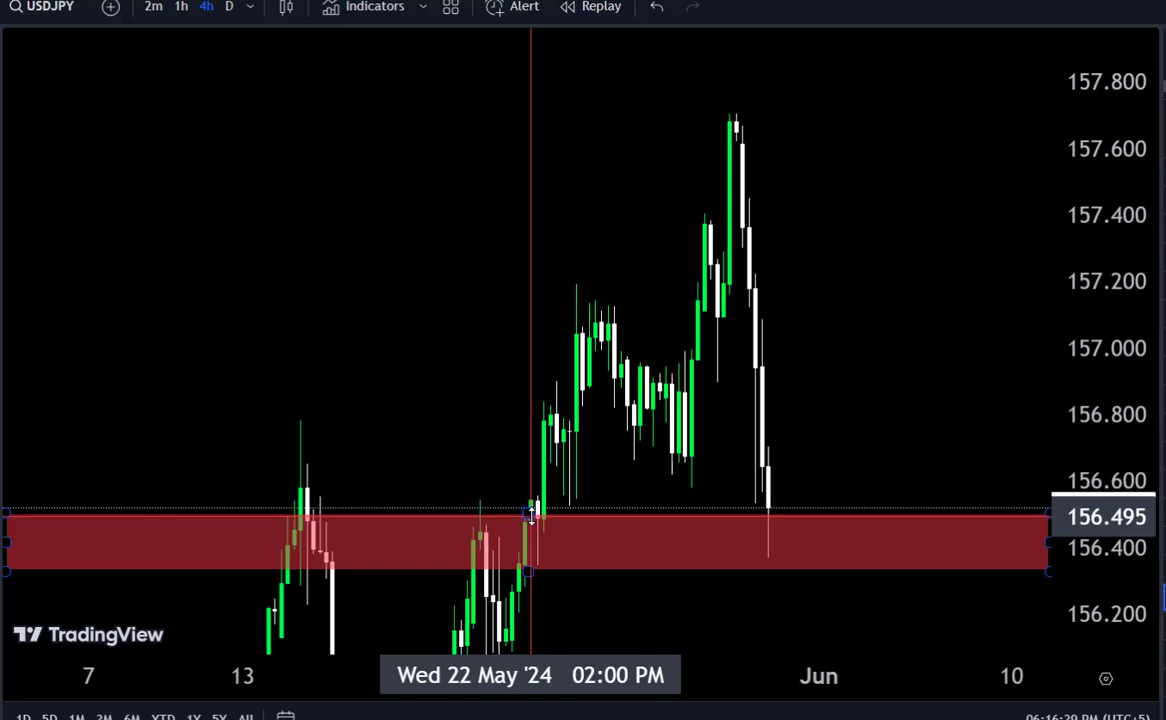 USDJPY 2m 1h 4h D Indicators Alert Replay
157.800
157.600
157.400
157.200
157.000
156.800
156.600
156.495
156.400
156.200
TradingView
7 13 Wed 22 May '24 02:00 PM Jun 10
1D 5D 1M 3M 6M YTD 1Y 5Y All 06:16:29 PM (UTC+5)